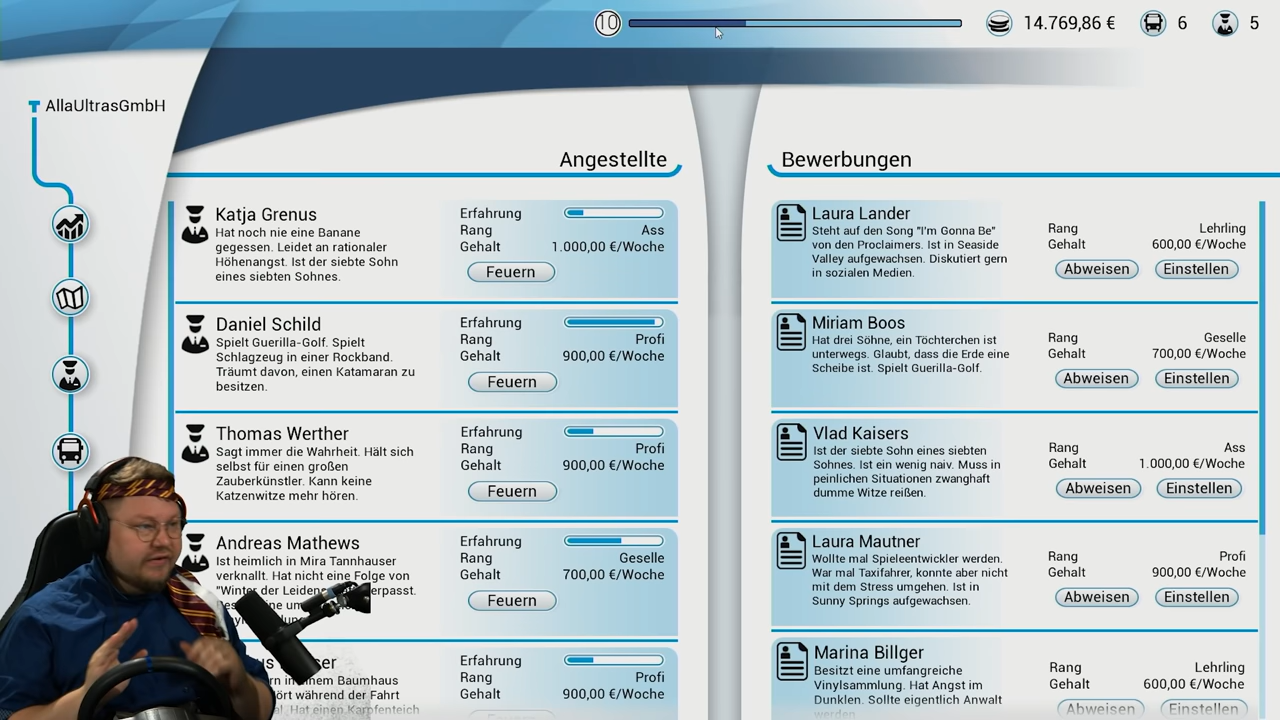 10
14.769,86 €
6
5
AllaUltrasGmbH
Angestellte
Katja Grenus
Hat noch nie eine Banane
gegessen. Leidet an rationaler
Höhenangst. Ist der siebte Sohn
eines siebten Sohnes.
Erfahrung
Rang Ass
Gehalt 1.000,00 €/Woche
Feuern
Daniel Schild
Spielt Guerilla-Golf. Spielt
Schlagzeug in einer Rockband.
Träumt davon, einen Katamaran zu
besitzen.
Erfahrung
Rang Profi
Gehalt 900,00 €/Woche
Feuern
Thomas Werther
Sagt immer die Wahrheit. Hält sich
selbst für einen großen
Zauberkünstler. Kann keine
Katzenwitze mehr hören.
Erfahrung
Rang Profi
Gehalt 900,00 €/Woche
Feuern
Andreas Mathews
Ist heimlich in Mira Tannhauser
verknallt. Hat nicht eine Folge von
"Winter der
Erfahrung
Rang Geselle
Gehalt 700,00 €/Woche
Feuern
Baumhaus
während der Fahrt
Hat einen Karpfenteich
Erfahrung
Rang Profi
Gehalt 900,00 €/Woche
Bewerbungen
Laura Lander
Steht auf den Song "I'm Gonna Be"
von den Proclaimers. Ist in Seaside
Valley aufgewachsen. Diskutiert gern
in sozialen Medien.
Rang Lehrling
Gehalt 600,00 €/Woche
Abweisen Einstellen
Miriam Boos
Hat drei Söhne, ein Töchterchen ist
unterwegs. Glaubt, dass die Erde eine
Scheibe ist. Spielt Guerilla-Golf.
Rang Geselle
Gehalt 700,00 €/Woche
Abweisen Einstellen
Vlad Kaisers
Ist der siebte Sohn eines siebten
Sohnes. Ist ein wenig naiv. Muss in
peinlichen Situationen zwanghaft
dumme Witze reißen.
Rang Ass
Gehalt 1.000,00 €/Woche
Abweisen Einstellen
Laura Mautner
Wollte mal Spieleentwickler werden.
War mal Taxifahrer, konnte aber nicht
mit dem Stress umgehen. Ist in
Sunny Springs aufgewachsen.
Rang Profi
Gehalt 900,00 €/Woche
Abweisen Einstellen
Marina Billger
Besitzt eine umfangreiche
Vinylsammlung. Hat Angst im
Dunklen. Sollte eigentlich Anwalt
werden.
Rang Lehrling
Gehalt 600,00 €/Woche
Abweisen Einstellen